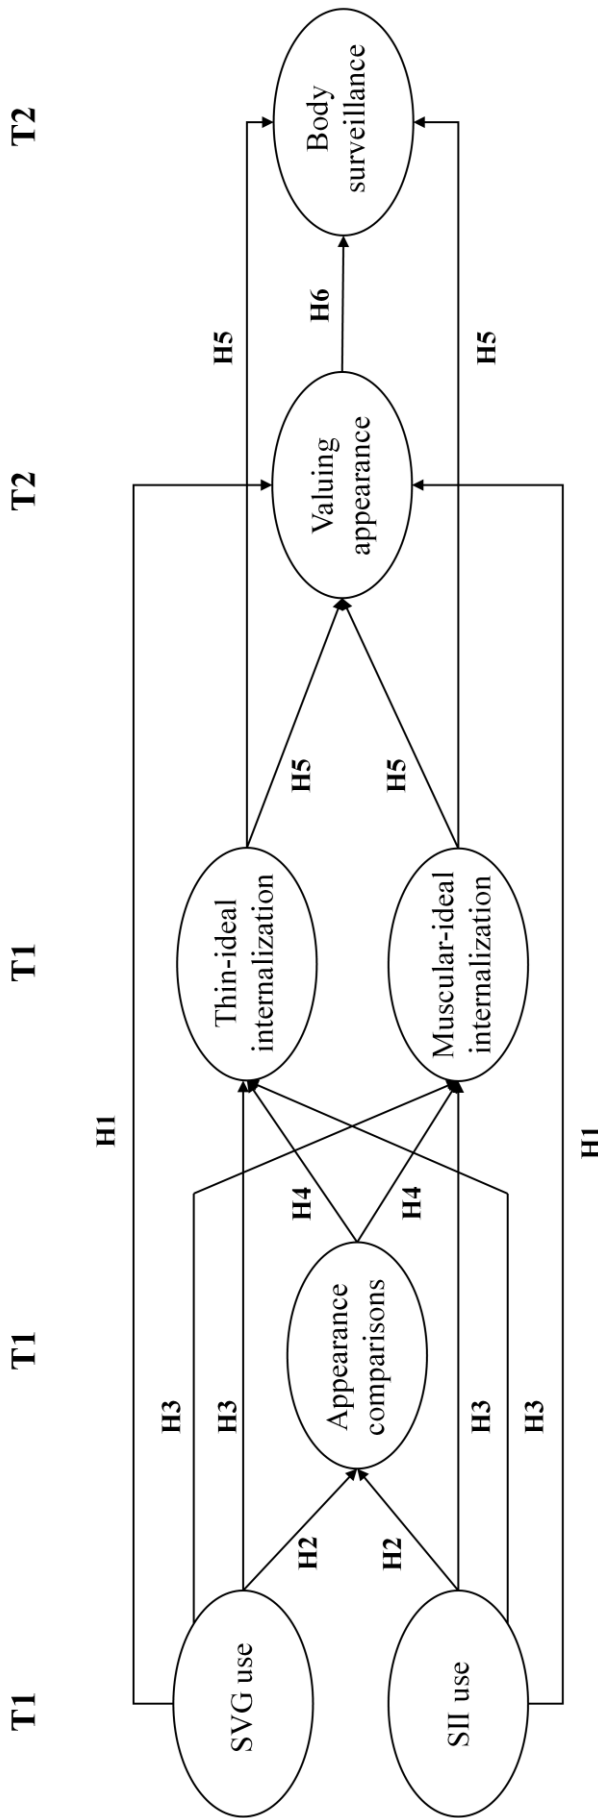 T1
T1
T1
T2
T2
H1
SVG use
SII use
H3
H3
H2
H2
H3
H3
Appearance
comparisons
H4
H4
Thin-ideal
internalization
Muscular-ideal
internalization
H5
H5
Valuing
appearance
H5
H6
H5
Body
surveillance
H1